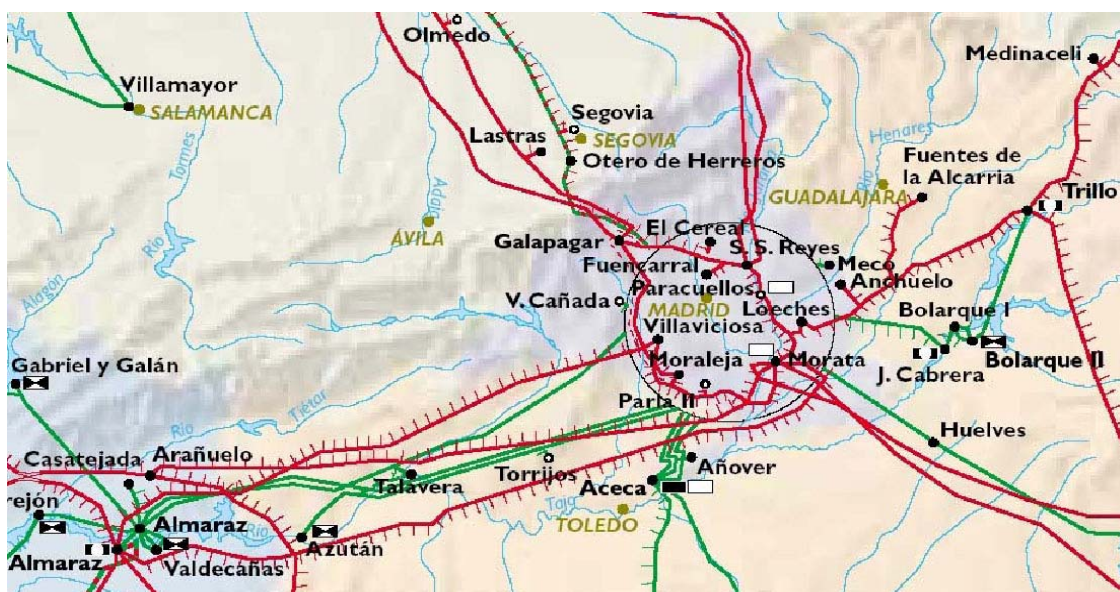 Olmedo
Medinaceli
Villamayor
SALAMANCA
Segovia
SEGOVIA
Lastras
Otero de Herreros
Henares
Río
Fuentes de
la Alcarria
Trillo
GUADALAJARA
Tormes
Río
Adaja
ÁVILA
Alagón
El Cereal
Galapagar
S. S. Reyes
Fuencarral
Meco
Paracuellos
Anchuelo
V. Cañada
MADRID
Loeches
Bolarque I
Villaviciosa
Bolarque II
Moraleja
Morata
J. Cabrera
Gabriel y Galán
Parla II
Río
Tiétar
Huelves
Casatejada
Arañuelo
Talavera
Torrijos
Añover
Aceca
Tajo
TOLEDO
rejón
Almaraz
Río
Azután
Almaraz
Valdecañas